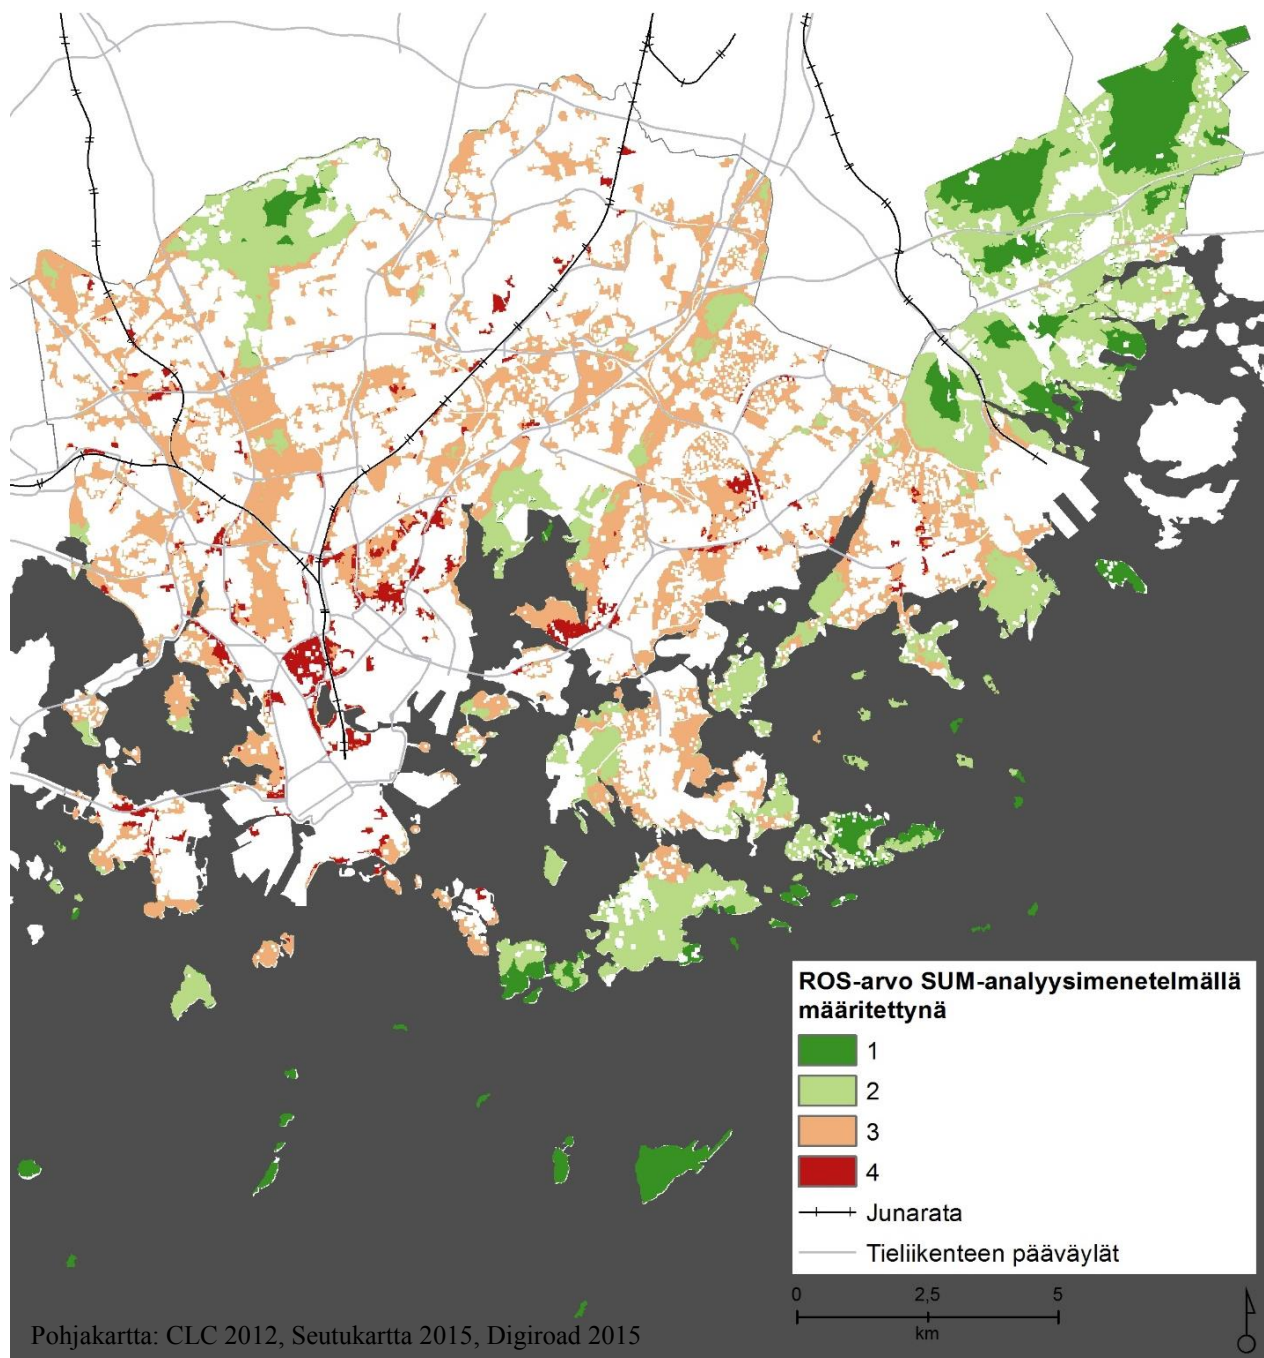 ROS-arvo SUM-analyysimenetelmällä
määritettynä
1
2
3
4
Junarata
Tieliikenteen pääväylät
0 2,5 5
km
Pohjakartta: CLC 2012, Seutukartta 2015, Digiroad 2015